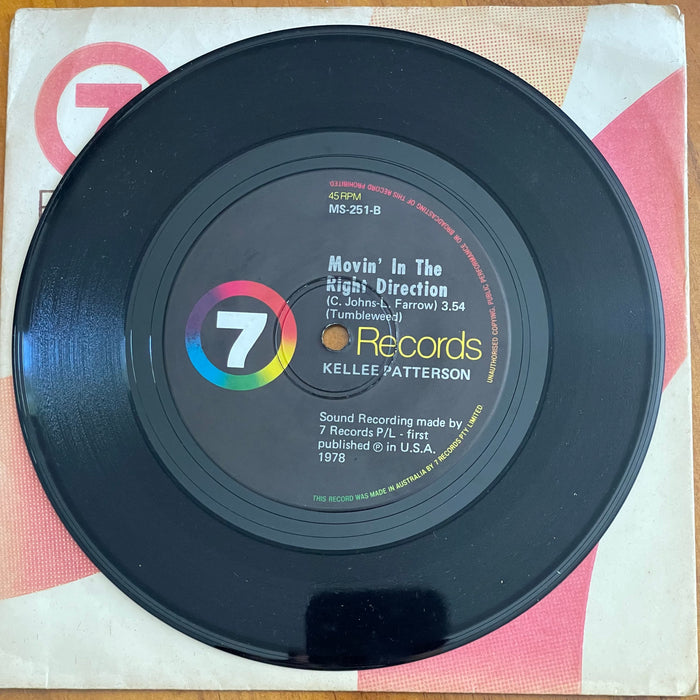 7
45 RPM
MS-251-B
Movin' In The
Right Direction
(C. Johns-L. Farrow) 3.54
(Tumbleweed)
7 Records
KELLEE PATTERSON
Sound Recording made by
7 Records P/L - first
published ℗ in U.S.A.
1978
UNAUTHORISED COPYING, PUBLIC PERFORMANCE OR BROADCASTING OF THIS RECORD PROHIBITED
THIS RECORD WAS MADE IN AUSTRALIA BY 7 RECORDS PTY LIMITED